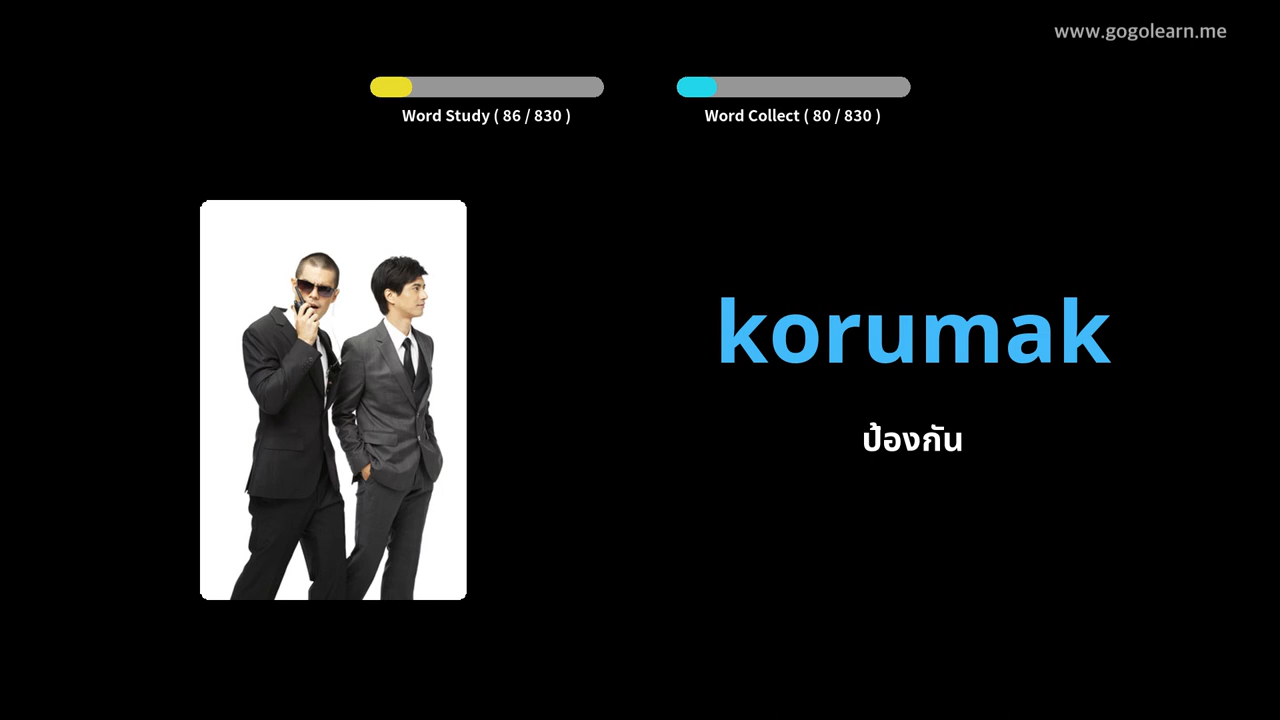 www.gogolearn.me
Word Study ( 86 / 830 )
Word Collect ( 80 / 830 )
korumak
ป้องกัน